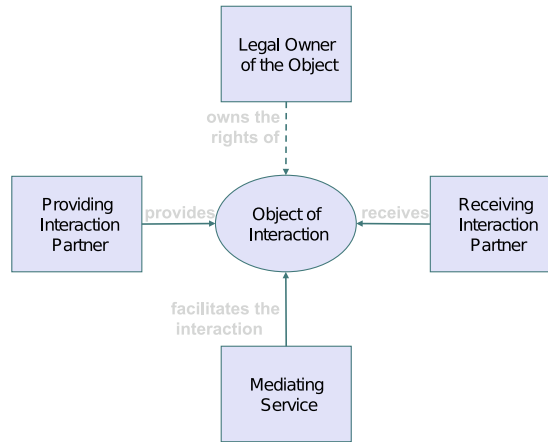 Legal Owner
of the Object
owns the
rights of
Providing
Interaction
Partner
provides
Object of
Interaction
receives
Receiving
Interaction
Partner
facilitates the
interaction
Mediating
Service